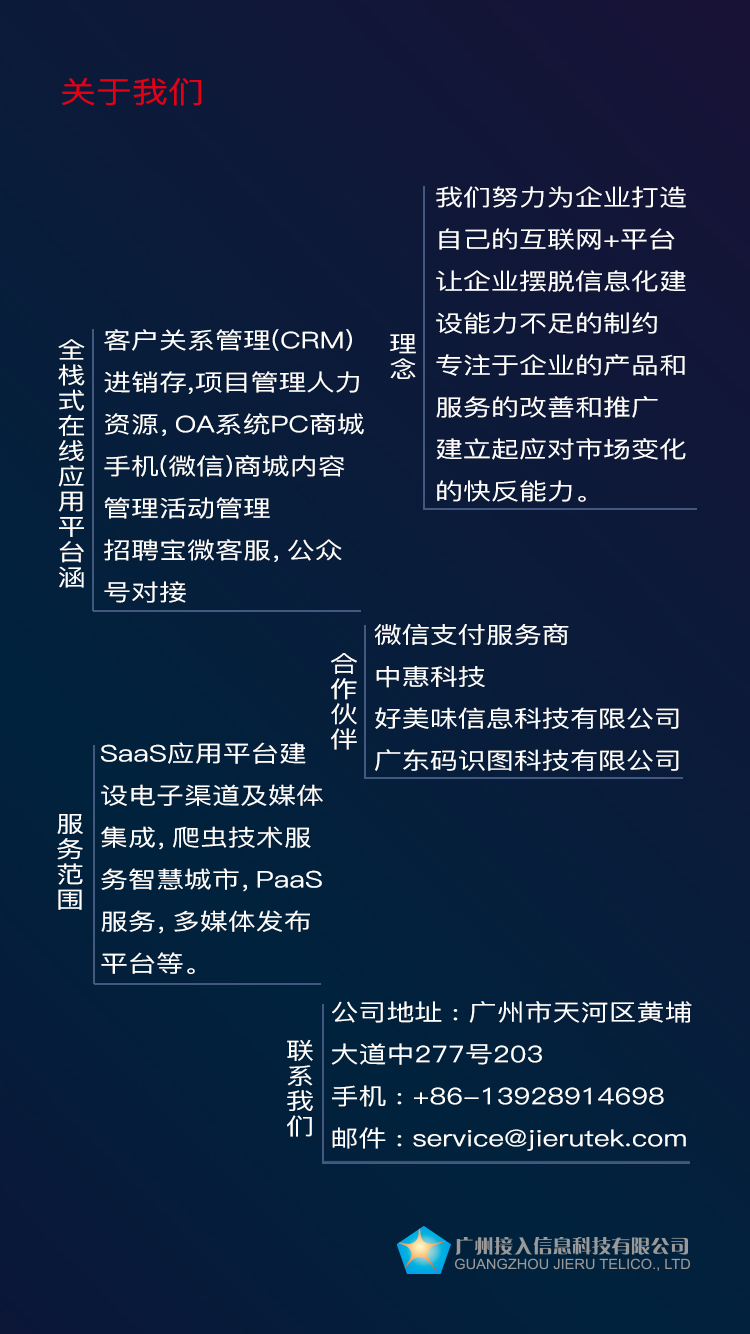 关于我们
理念
我们努力为企业打造
自己的互联网+平台
让企业摆脱信息化建
设能力不足的制约
专注于企业的产品和
服务的改善和推广
建立起应对市场变化
的快反能力。
全栈式在线应用平台涵
客户关系管理(CRM)
进销存,项目管理人力
资源, OA系统PC商城
手机(微信)商城内容
管理活动管理
招聘宝微客服, 公众
号对接
合作伙伴
微信支付服务商
中惠科技
好美味信息科技有限公司
广东码识图科技有限公司
服务范围
SaaS应用平台建
设电子渠道及媒体
集成, 爬虫技术服
务智慧城市, PaaS
服务, 多媒体发布
平台等。
联系我们
公司地址：广州市天河区黄埔
大道中277号203
手机：+86-13928914698
邮件：service@jierutek.com
广州接入信息科技有限公司
GUANGZHOU JIERU TELICO., LTD